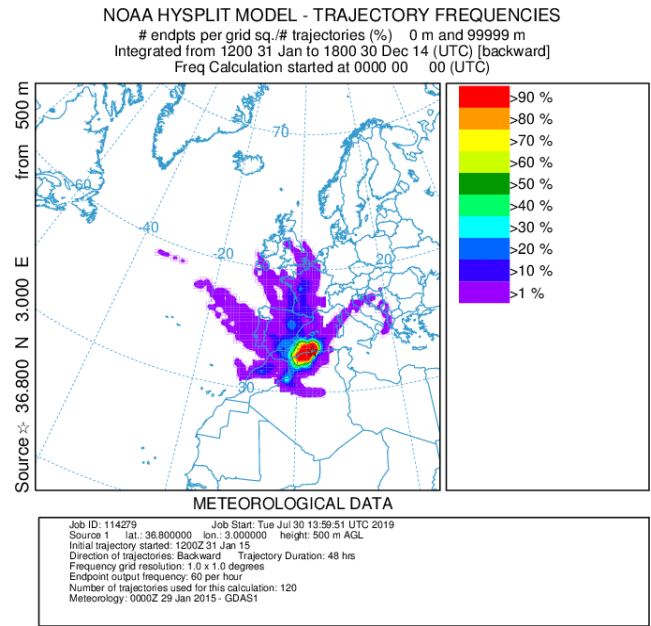 NOAA HYSPLIT MODEL - TRAJECTORY FREQUENCIES
# endpts per grid sq./# trajectories (%) 0 m and 99999 m
Integrated from 1200 31 Jan to 1800 30 Dec 14 (UTC) [backward]
Freq Calculation started at 0000 00 00 (UTC)
Source ☆ 36.800 N 3.000 E from 500 m
70
60
-40
-20
20
30
>90 %
>80 %
>70 %
>60 %
>50 %
>40 %
>30 %
>20 %
>10 %
>1 %
METEOROLOGICAL DATA
Job ID: 114279 Job Start: Tue Jul 30 13:59:51 UTC 2019
Source 1 lat.: 36.800000 lon.: 3.000000 height: 500 m AGL
Initial trajectory started: 1200Z 31 Jan 15
Direction of trajectories: Backward Trajectory Duration: 48 hrs
Frequency grid resolution: 1.0 x 1.0 degrees
Endpoint output frequency: 60 per hour
Number of trajectories used for this calculation: 120
Meteorology: 0000Z 29 Jan 2015 - GDAS1